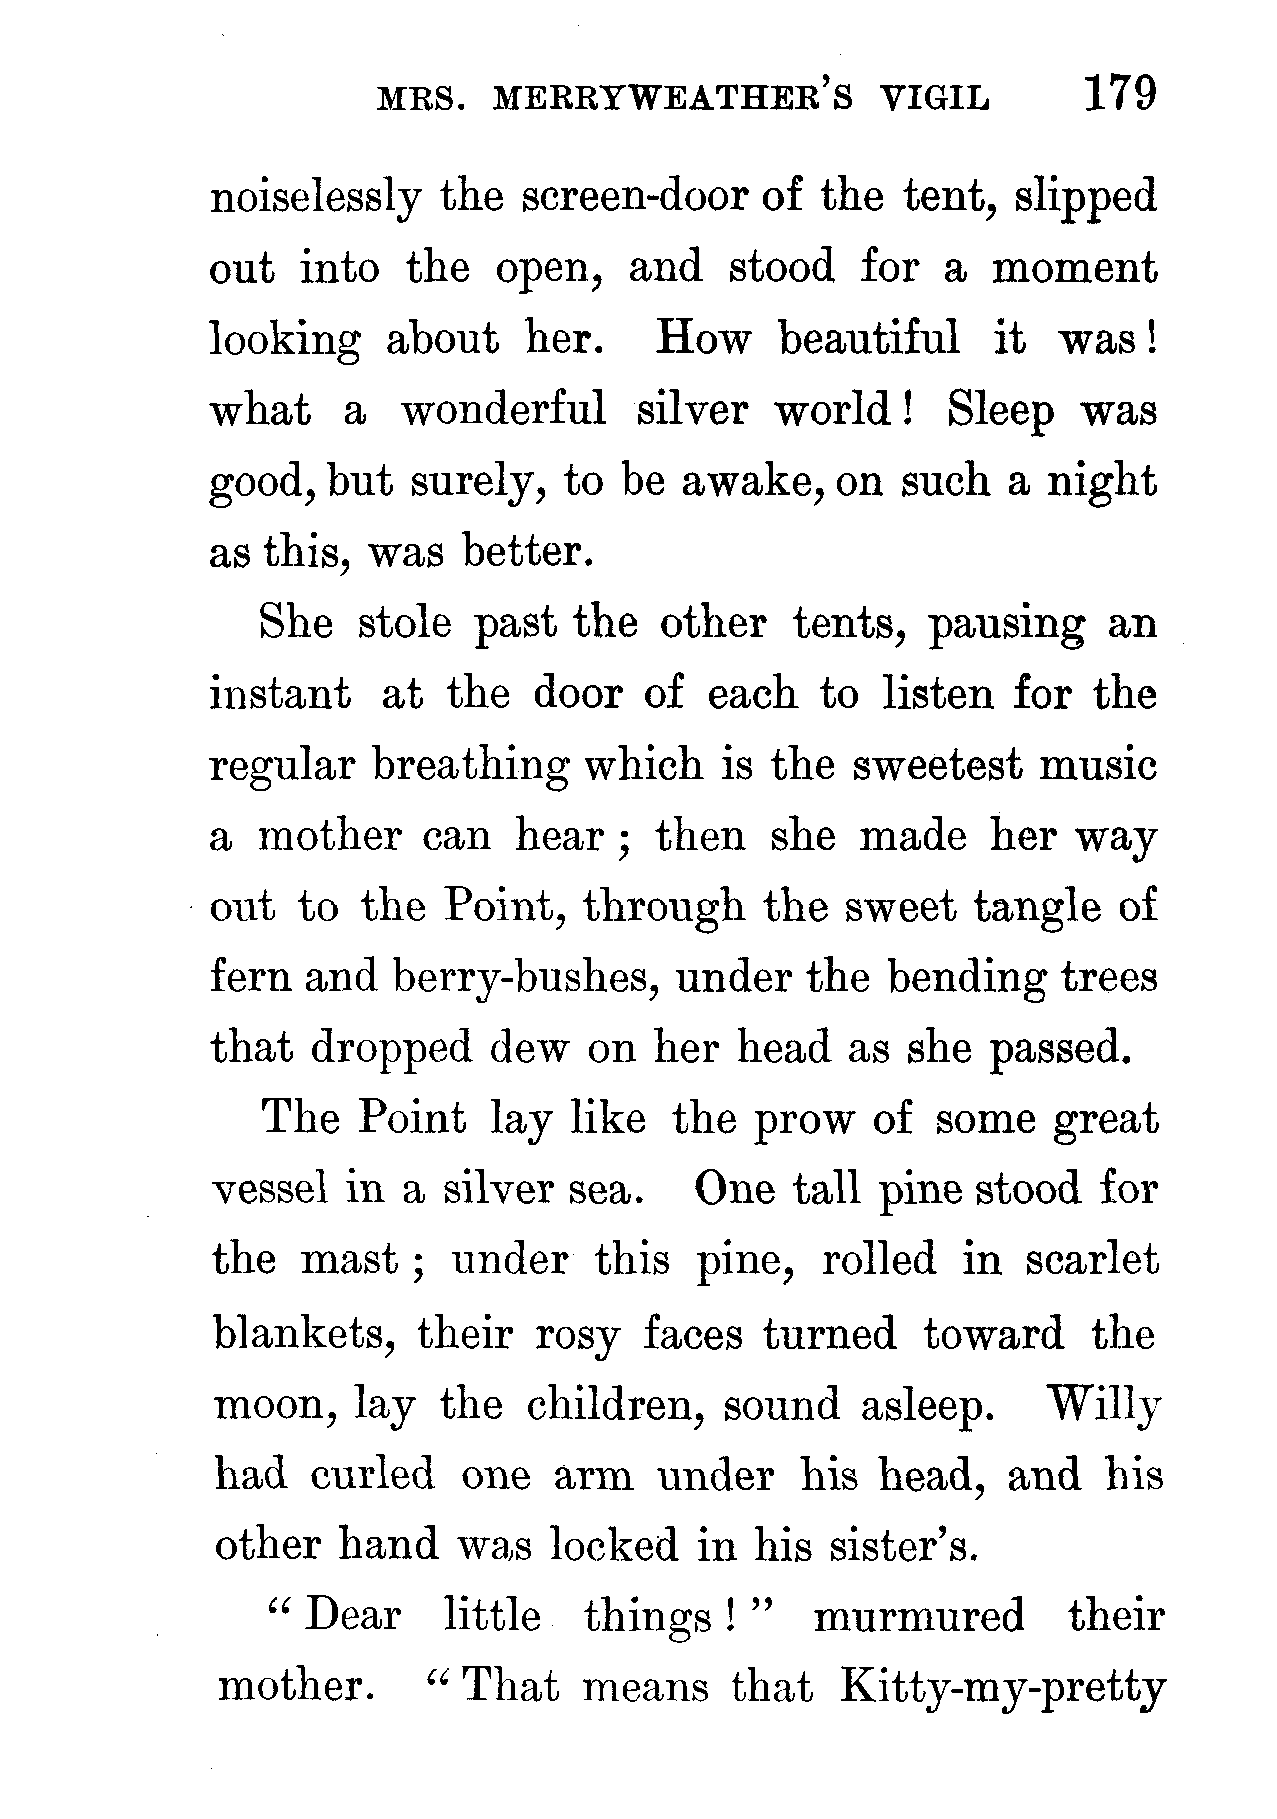 MRS. MERRYWEATHER'S VIGIL 179
noiselessly the screen-door of the tent, slipped
out into the open, and stood for a moment
looking about her. How beautiful it was!
what a wonderful silver world! Sleep was
good, but surely, to be awake, on such a night
as this, was better.
She stole past the other tents, pausing an
instant at the door of each to listen for the
regular breathing which is the sweetest music
a mother can hear; then she made her way
out to the Point, through the sweet tangle of
fern and berry-bushes, under the bending trees
that dropped dew on her head as she passed.
The Point lay like the prow of some great
vessel in a silver sea. One tall pine stood for
the mast; under this pine, rolled in scarlet
blankets, their rosy faces turned toward the
moon, lay the children, sound asleep. Willy
had curled one arm under his head, and his
other hand was locked in his sister's.
"Dear little things!" murmured their
mother. "That means that Kitty-my-pretty